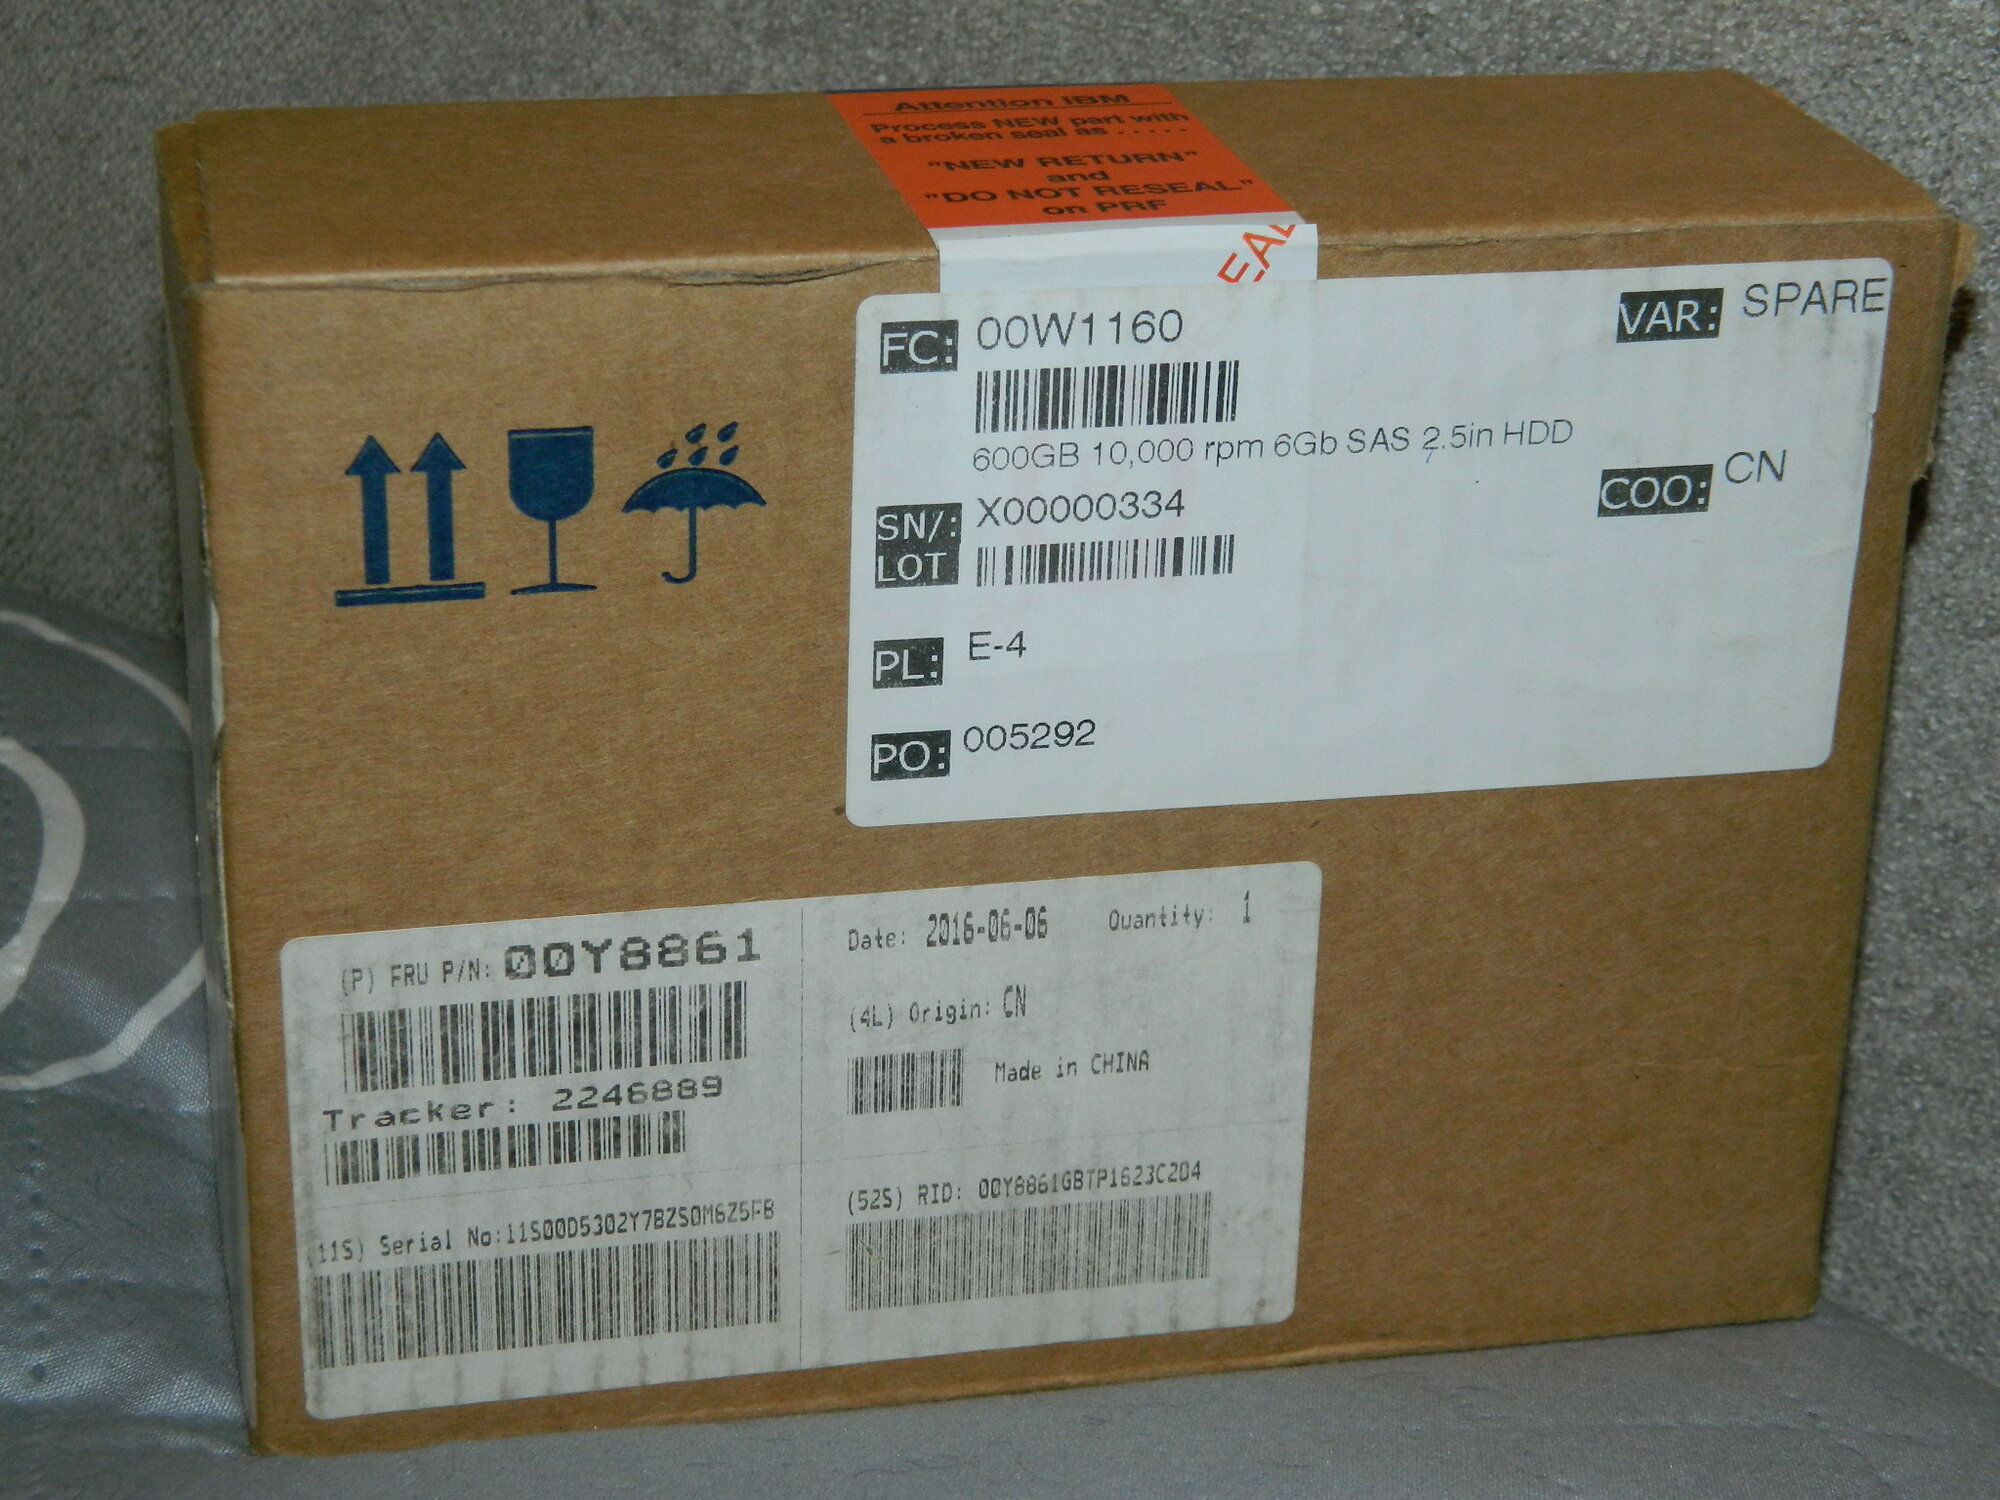 Attention IBM
Process NEW part with
a broken seal as . . . . .
"NEW RETURN"
and
"DO NOT RESEAL"
on PRF
EAL
FC: 00W1160
VAR: SPARE
600GB 10,000 rpm 6Gb SAS 2.5in HDD
COO: CN
SN/: X00000334
LOT
PL: E-4
PO: 005292
(P) FRU P/N: 00Y8861
Tracker: 2246889
(11S) Serial No:11S00D5302Y7BZS0M6Z5FB
Date: 2016-06-06 Quantity: 1
(4L) Origin: CN
Made in CHINA
(52S) RID: 00Y8861GBTP1623C204